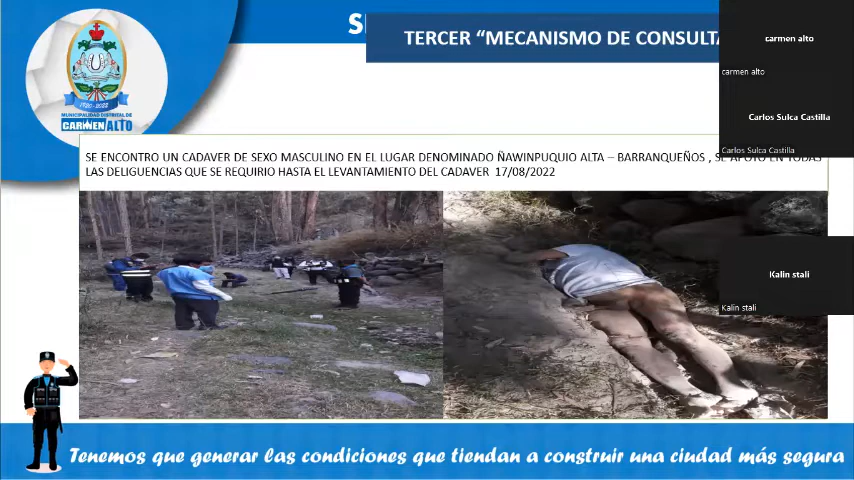 TERCER “MECANISMO DE CONSULTA
carmen alto
carmen alto
Carlos Sulca Castilla
Carlos Sulca Castilla
1920-2022
MUNICIPALIDAD DISTRITAL DE
CARMEN ALTO
SE ENCONTRO UN CADAVER DE SEXO MASCULINO EN EL LUGAR DENOMINADO ÑAWINPUQUIO ALTA – BARRANQUEÑOS , SE APOYO EN TODAS
LAS DELIGUENCIAS QUE SE REQUIRIO HASTA EL LEVANTAMIENTO DEL CADAVER 17/08/2022
Kalin stali
Kalin stali
Tenemos que generar las condiciones que tiendan a construir una ciudad más segura